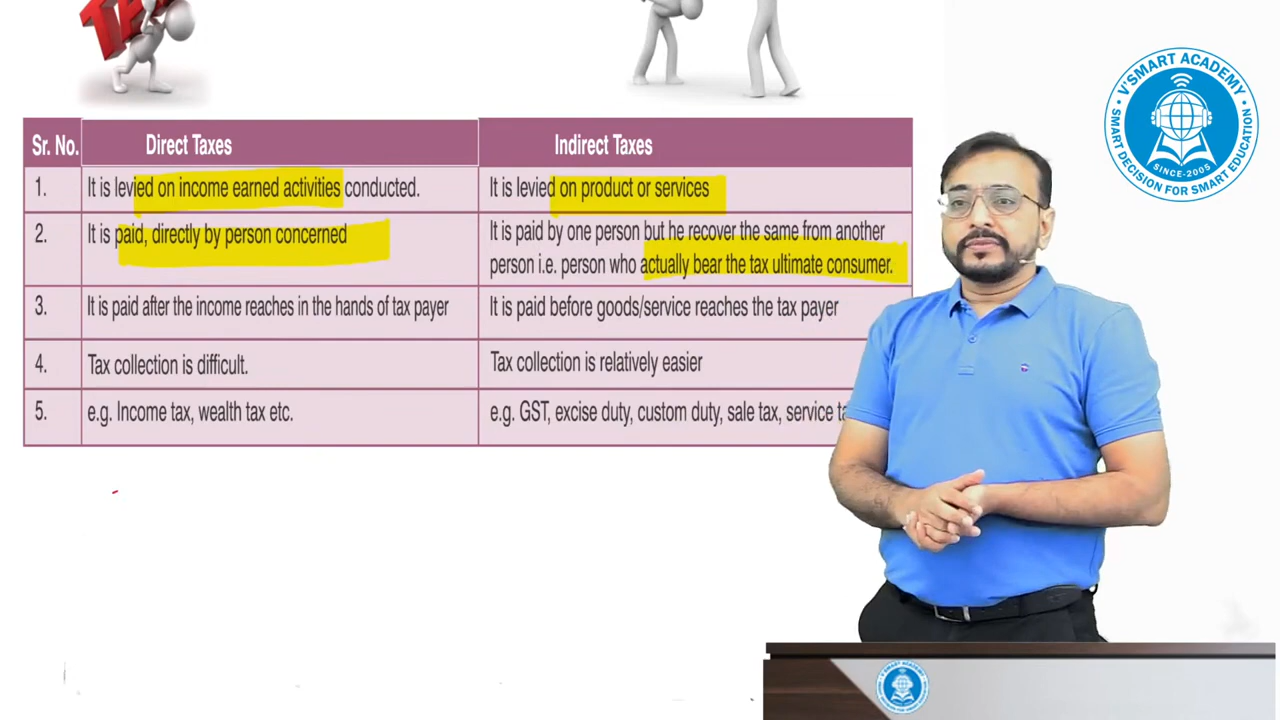 TAX
V'SMART ACADEMY
SMART DECISION FOR SMART EDUCATION
SINCE-2005
Sr. No. Direct Taxes Indirect Taxes
1. It is levied on income earned activities conducted. It is levied on product or services
2. It is paid, directly by person concerned It is paid by one person but he recover the same from another
person i.e. person who actually bear the tax ultimate consumer.
3. It is paid after the income reaches in the hands of tax payer It is paid before goods/service reaches the tax payer
4. Tax collection is difficult. Tax collection is relatively easier
5. e.g. Income tax, wealth tax etc. e.g. GST, excise duty, custom duty, sale tax, service
V'SMART ACADEMY